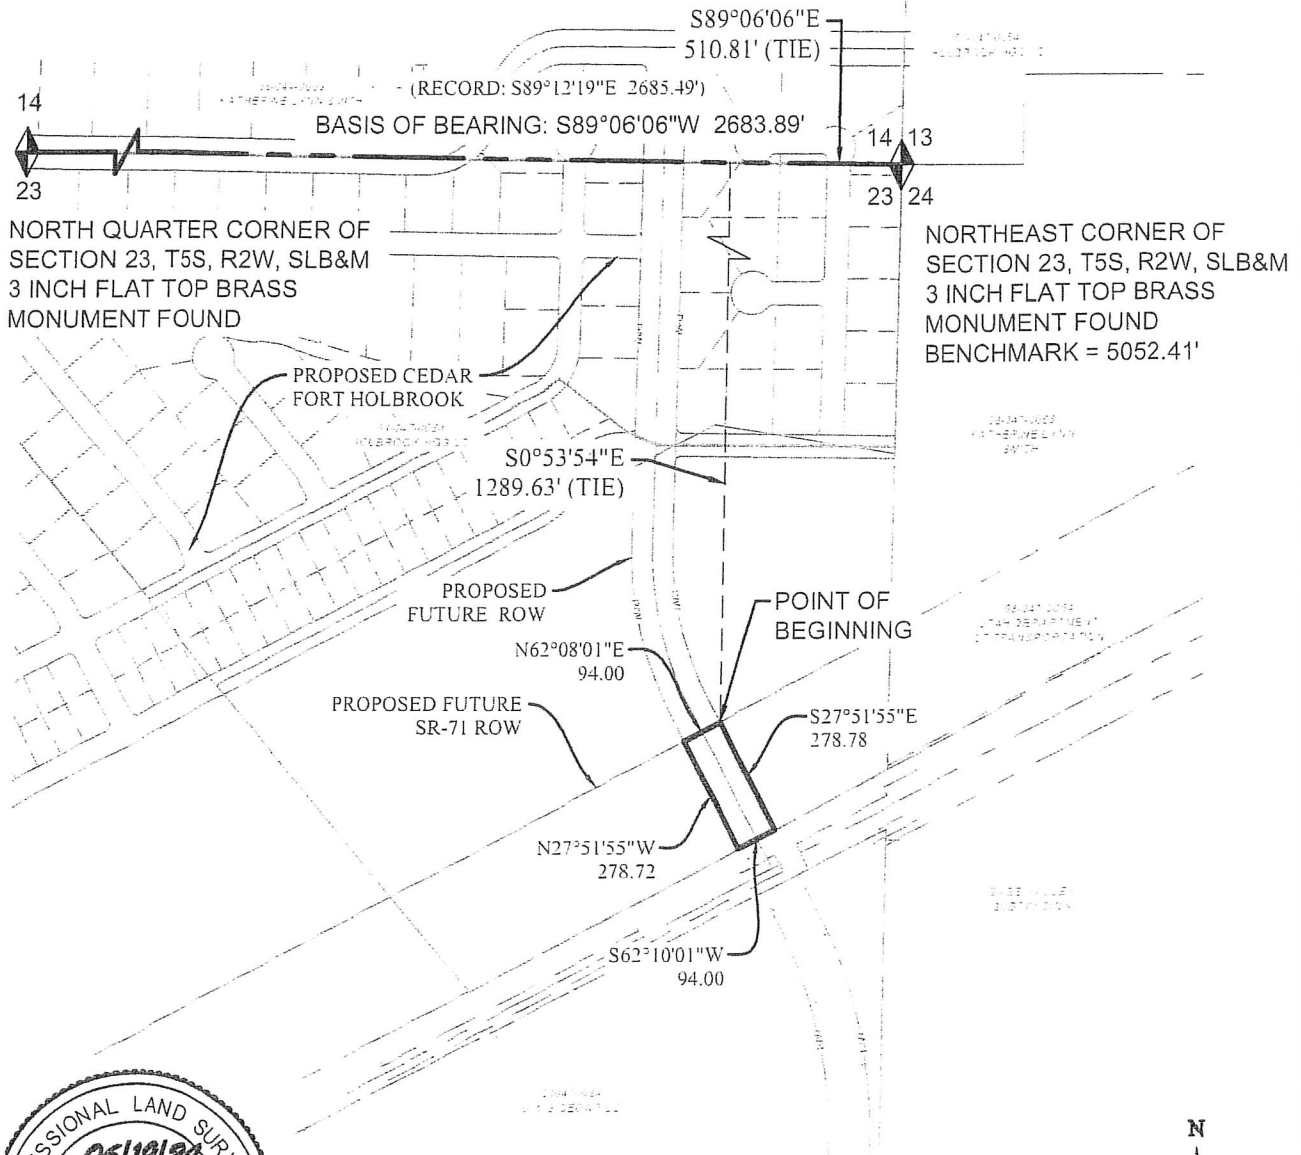 S89°06'06"E
510.81' (TIE)
(RECORD: S89°12'19"E 2685.49')
BASIS OF BEARING: S89°06'06"W 2683.89'
14
23
14 13
23 24
NORTH QUARTER CORNER OF
SECTION 23, T5S, R2W, SLB&M
3 INCH FLAT TOP BRASS
MONUMENT FOUND
NORTHEAST CORNER OF
SECTION 23, T5S, R2W, SLB&M
3 INCH FLAT TOP BRASS
MONUMENT FOUND
BENCHMARK = 5052.41'
PROPOSED CEDAR
FORT HOLBROOK
S0°53'54"E
1289.63' (TIE)
PROPOSED
FUTURE ROW
POINT OF
BEGINNING
N62°08'01"E
94.00
PROPOSED FUTURE
SR-71 ROW
S27°51'55"E
278.78
N27°51'55"W
278.72
S62°10'01"W
94.00
SSIONAL LAND SUR
N